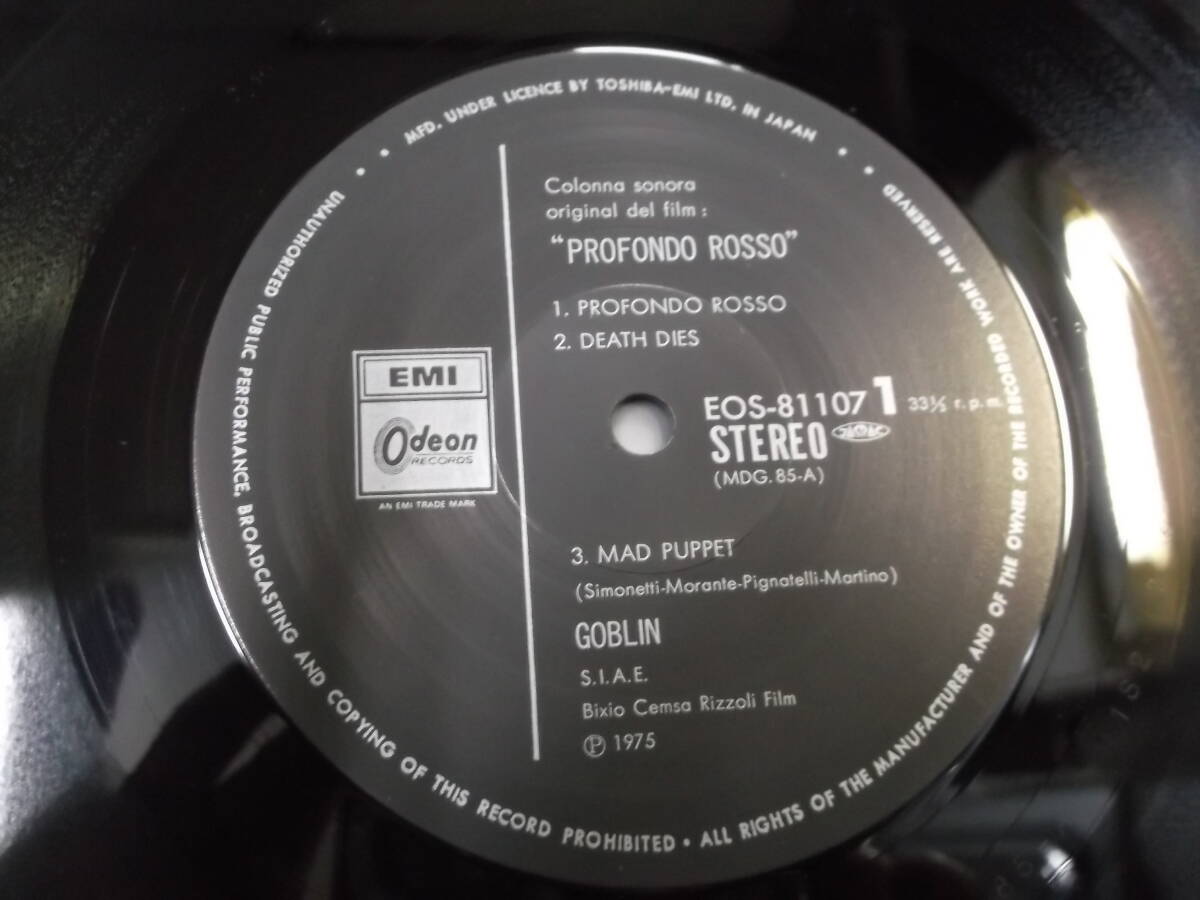 • MFD. UNDER LICENCE BY TOSHIBA-EMI LTD. IN JAPAN •
Colonna sonora
original del film :
"PROFONDO ROSSO"
1. PROFONDO ROSSO
2. DEATH DIES
EMI
Odeon
RECORDS
AN EMI TRADE MARK
EOS-81107 1 33⅓ r.p.m.
STEREO
(MDG. 85-A)
3. MAD PUPPET
(Simonetti-Morante-Pignatelli-Martino)
GOBLIN
S.I.A.E.
Bixio Cemsa Rizzoli Film
Ⓟ 1975
• UNAUTHORIZED PUBLIC PERFORMANCE, BROADCASTING AND COPYING OF THIS RECORD PROHIBITED • ALL RIGHTS OF THE MANUFACTURER AND OF THE OWNER OF THE RECORDED WORK ARE RESERVED •